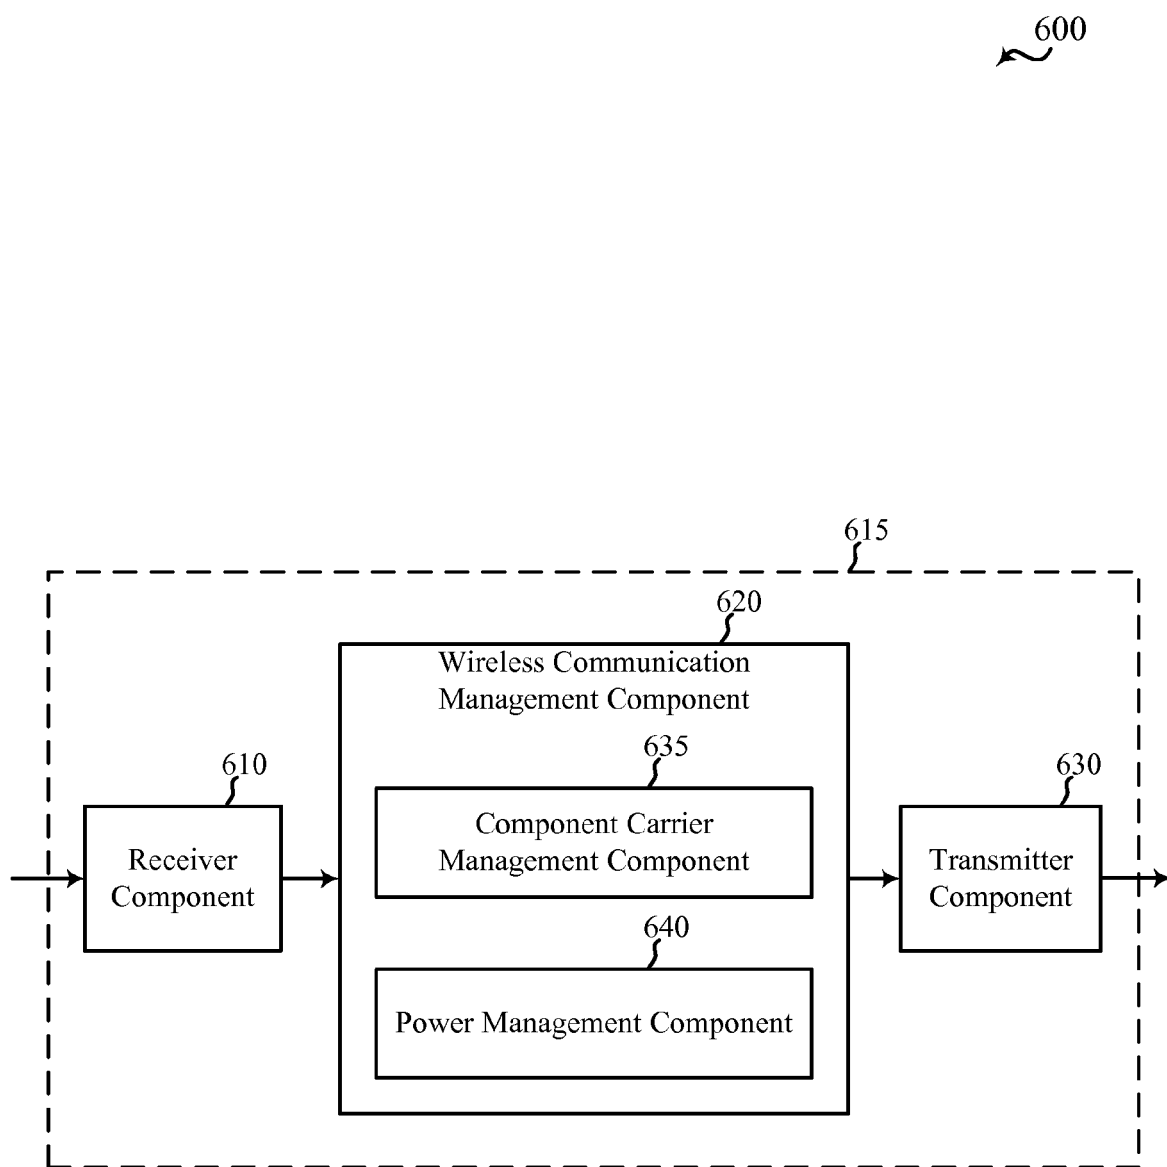 600
615
620
Wireless Communication
Management Component
635
610
630
Component Carrier
Management Component
Receiver
Component
Transmitter
Component
640
Power Management Component